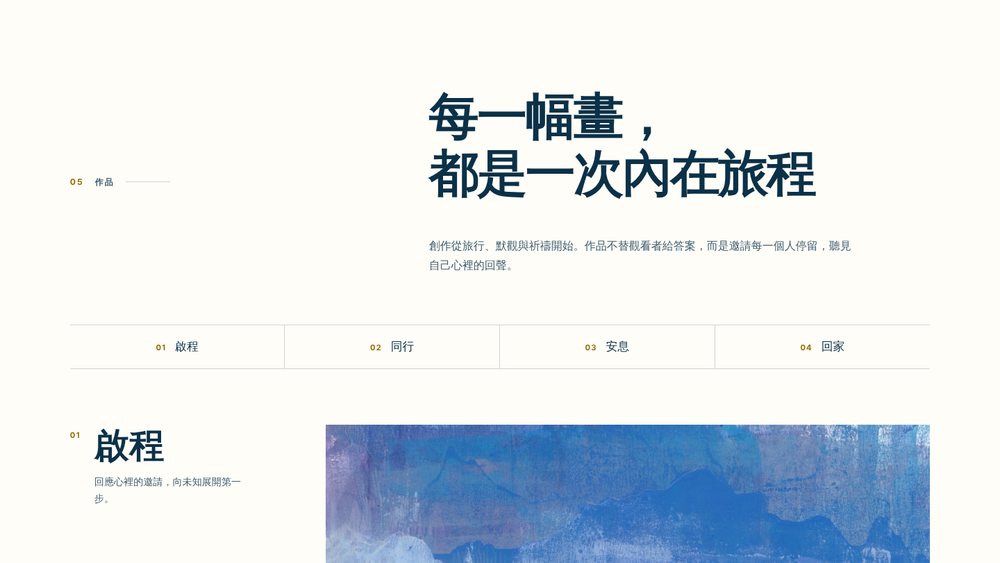 每一幅畫，
都是一次內在旅程
05 作品
創作從旅行、默觀與祈禱開始。作品不替觀看者給答案，而是邀請每一個人停留，聽見
自己心裡的回聲。
01 啟程
02 同行
03 安息
04 回家
01 啟程
回應心裡的邀請，向未知展開第一
步。